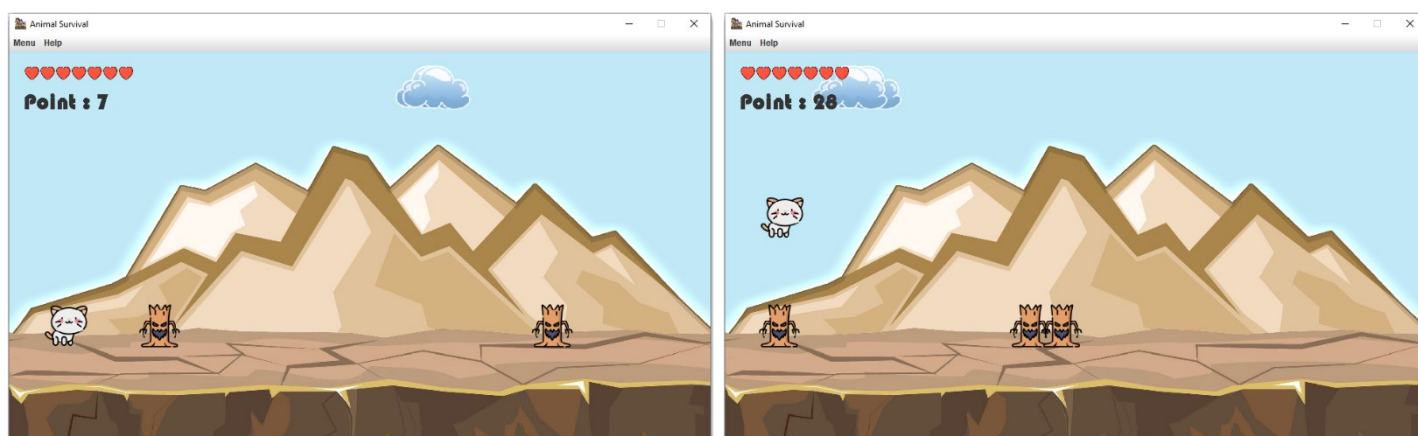 Animal Survival
Menu Help
Point : 7
Animal Survival
Menu Help
Point : 28